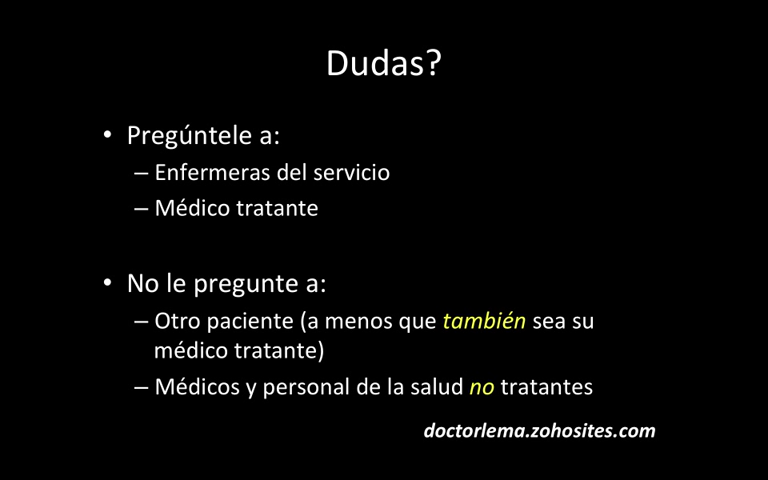 Dudas?
• Pregúntele a:
– Enfermeras del servicio
– Médico tratante
• No le pregunte a:
– Otro paciente (a menos que también sea su
médico tratante)
– Médicos y personal de la salud no tratantes
doctorlema.zohosites.com